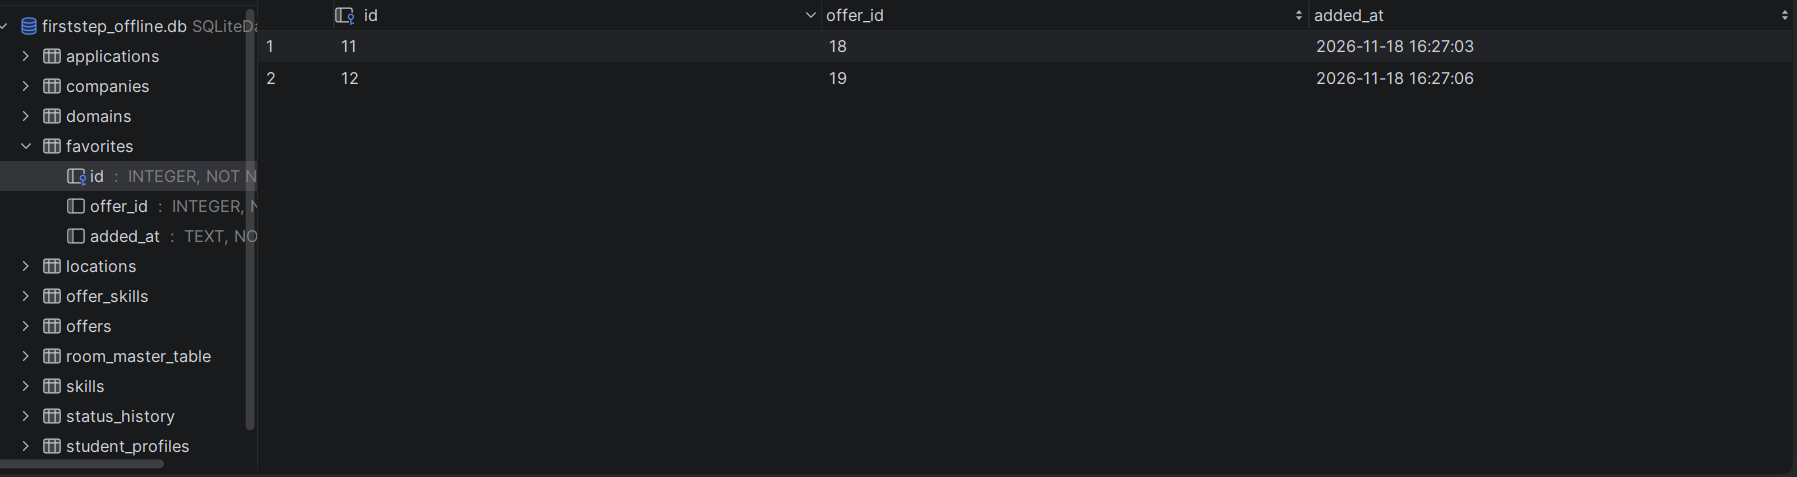 firststep_offline.db SQLiteDa
applications
companies
domains
favorites
id : INTEGER, NOT N
offer_id : INTEGER, N
added_at : TEXT, NO
locations
offer_skills
offers
room_master_table
skills
status_history
student_profiles
id offer_id added_at
1 11 18 2026-11-18 16:27:03
2 12 19 2026-11-18 16:27:06